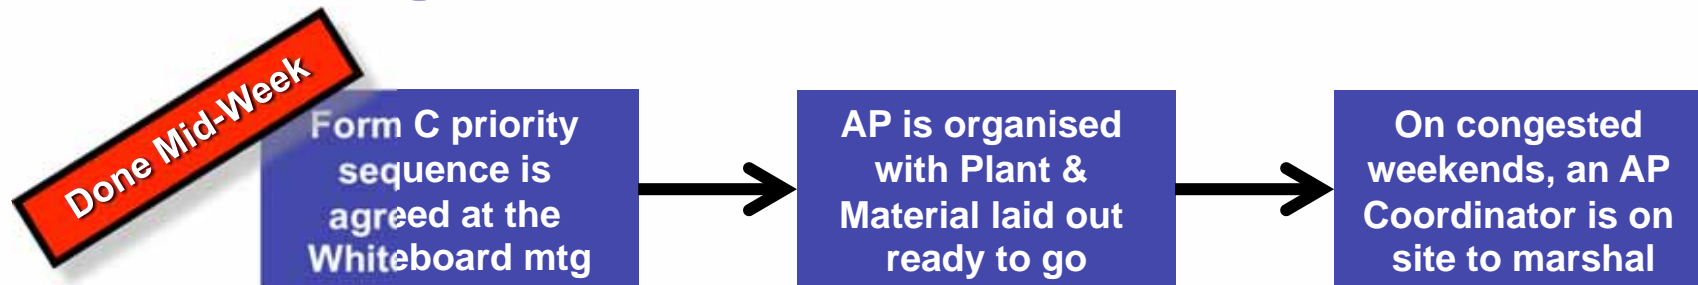 Done Mid-Week
Form C priority
sequence is
agreed at the
Whiteboard mtg
AP is organised
with Plant &
Material laid out
ready to go
On congested
weekends, an AP
Coordinator is on
site to marshal